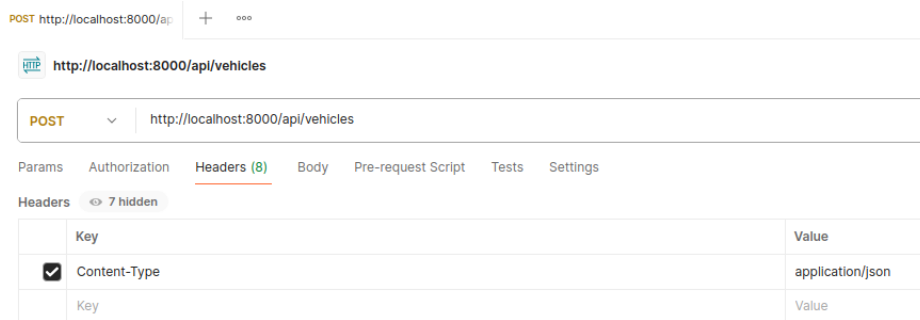 POST http://localhost:8000/ap
HTTP http://localhost:8000/api/vehicles
POST http://localhost:8000/api/vehicles
Params Authorization Headers (8) Body Pre-request Script Tests Settings
Headers 7 hidden
Key Value
Content-Type application/json
Key Value